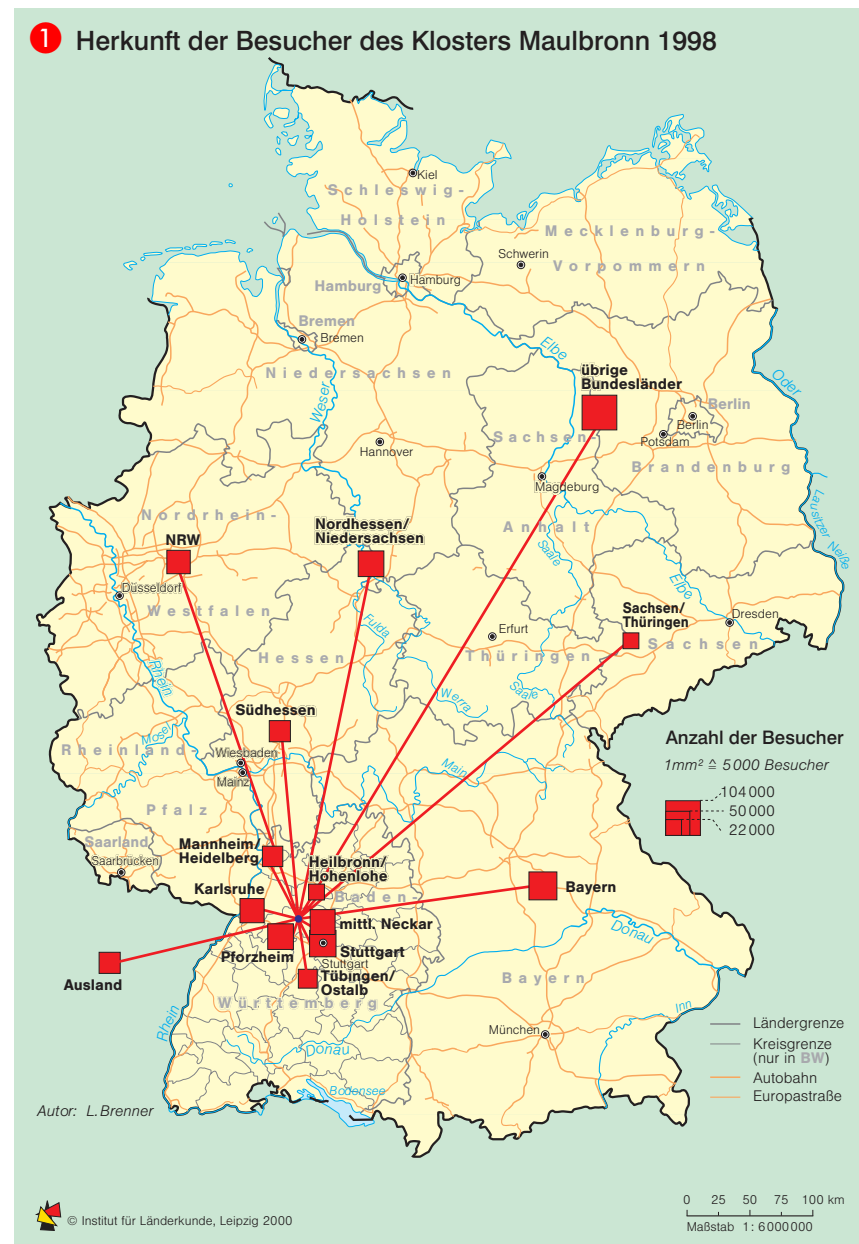 1 Herkunft der Besucher des Klosters Maulbronn 1998
Kiel
Schleswig-
Holstein
Mecklenburg-
Schwerin
Vorpommern
Hamburg
Hamburg
Bremen
Bremen
Elbe
Oder
Niedersachsen
Weser
übrige
Bundesländer
Berlin
Berlin
Potsdam
Hannover
Sachsen-
Brandenburg
Magdeburg
Lausitzer Neiße
Nordrhein-
Nordhessen/
Niedersachsen
Anhalt
NRW
Saale
Elbe
Düsseldorf
Westfalen
Fulda
Sachsen/
Thüringen
Dresden
Erfurt
Hessen
Thüringen
Sachsen
Rhein
Werra
Saale
Südhessen
Mosel
Rheinland-
Wiesbaden
Mainz
Main
Anzahl der Besucher
1mm² ≙ 5000 Besucher
104000
50000
22000
Pfalz
Saarland
Saarbrücken
Mannheim/
Heidelberg
Heilbronn/
Hohenlohe
Karlsruhe
Baden-
Bayern
mittl. Neckar
Pforzheim
Stuttgart
Stuttgart
Donau
Ausland
Tübingen/
Ostalb
Bayern
Württemberg
Rhein
Inn
München
Donau
Bodensee
Ländergrenze
Kreisgrenze
(nur in BW)
Autobahn
Europastraße
Autor: L. Brenner
© Institut für Länderkunde, Leipzig 2000
0 25 50 75 100 km
Maßstab 1: 6000000